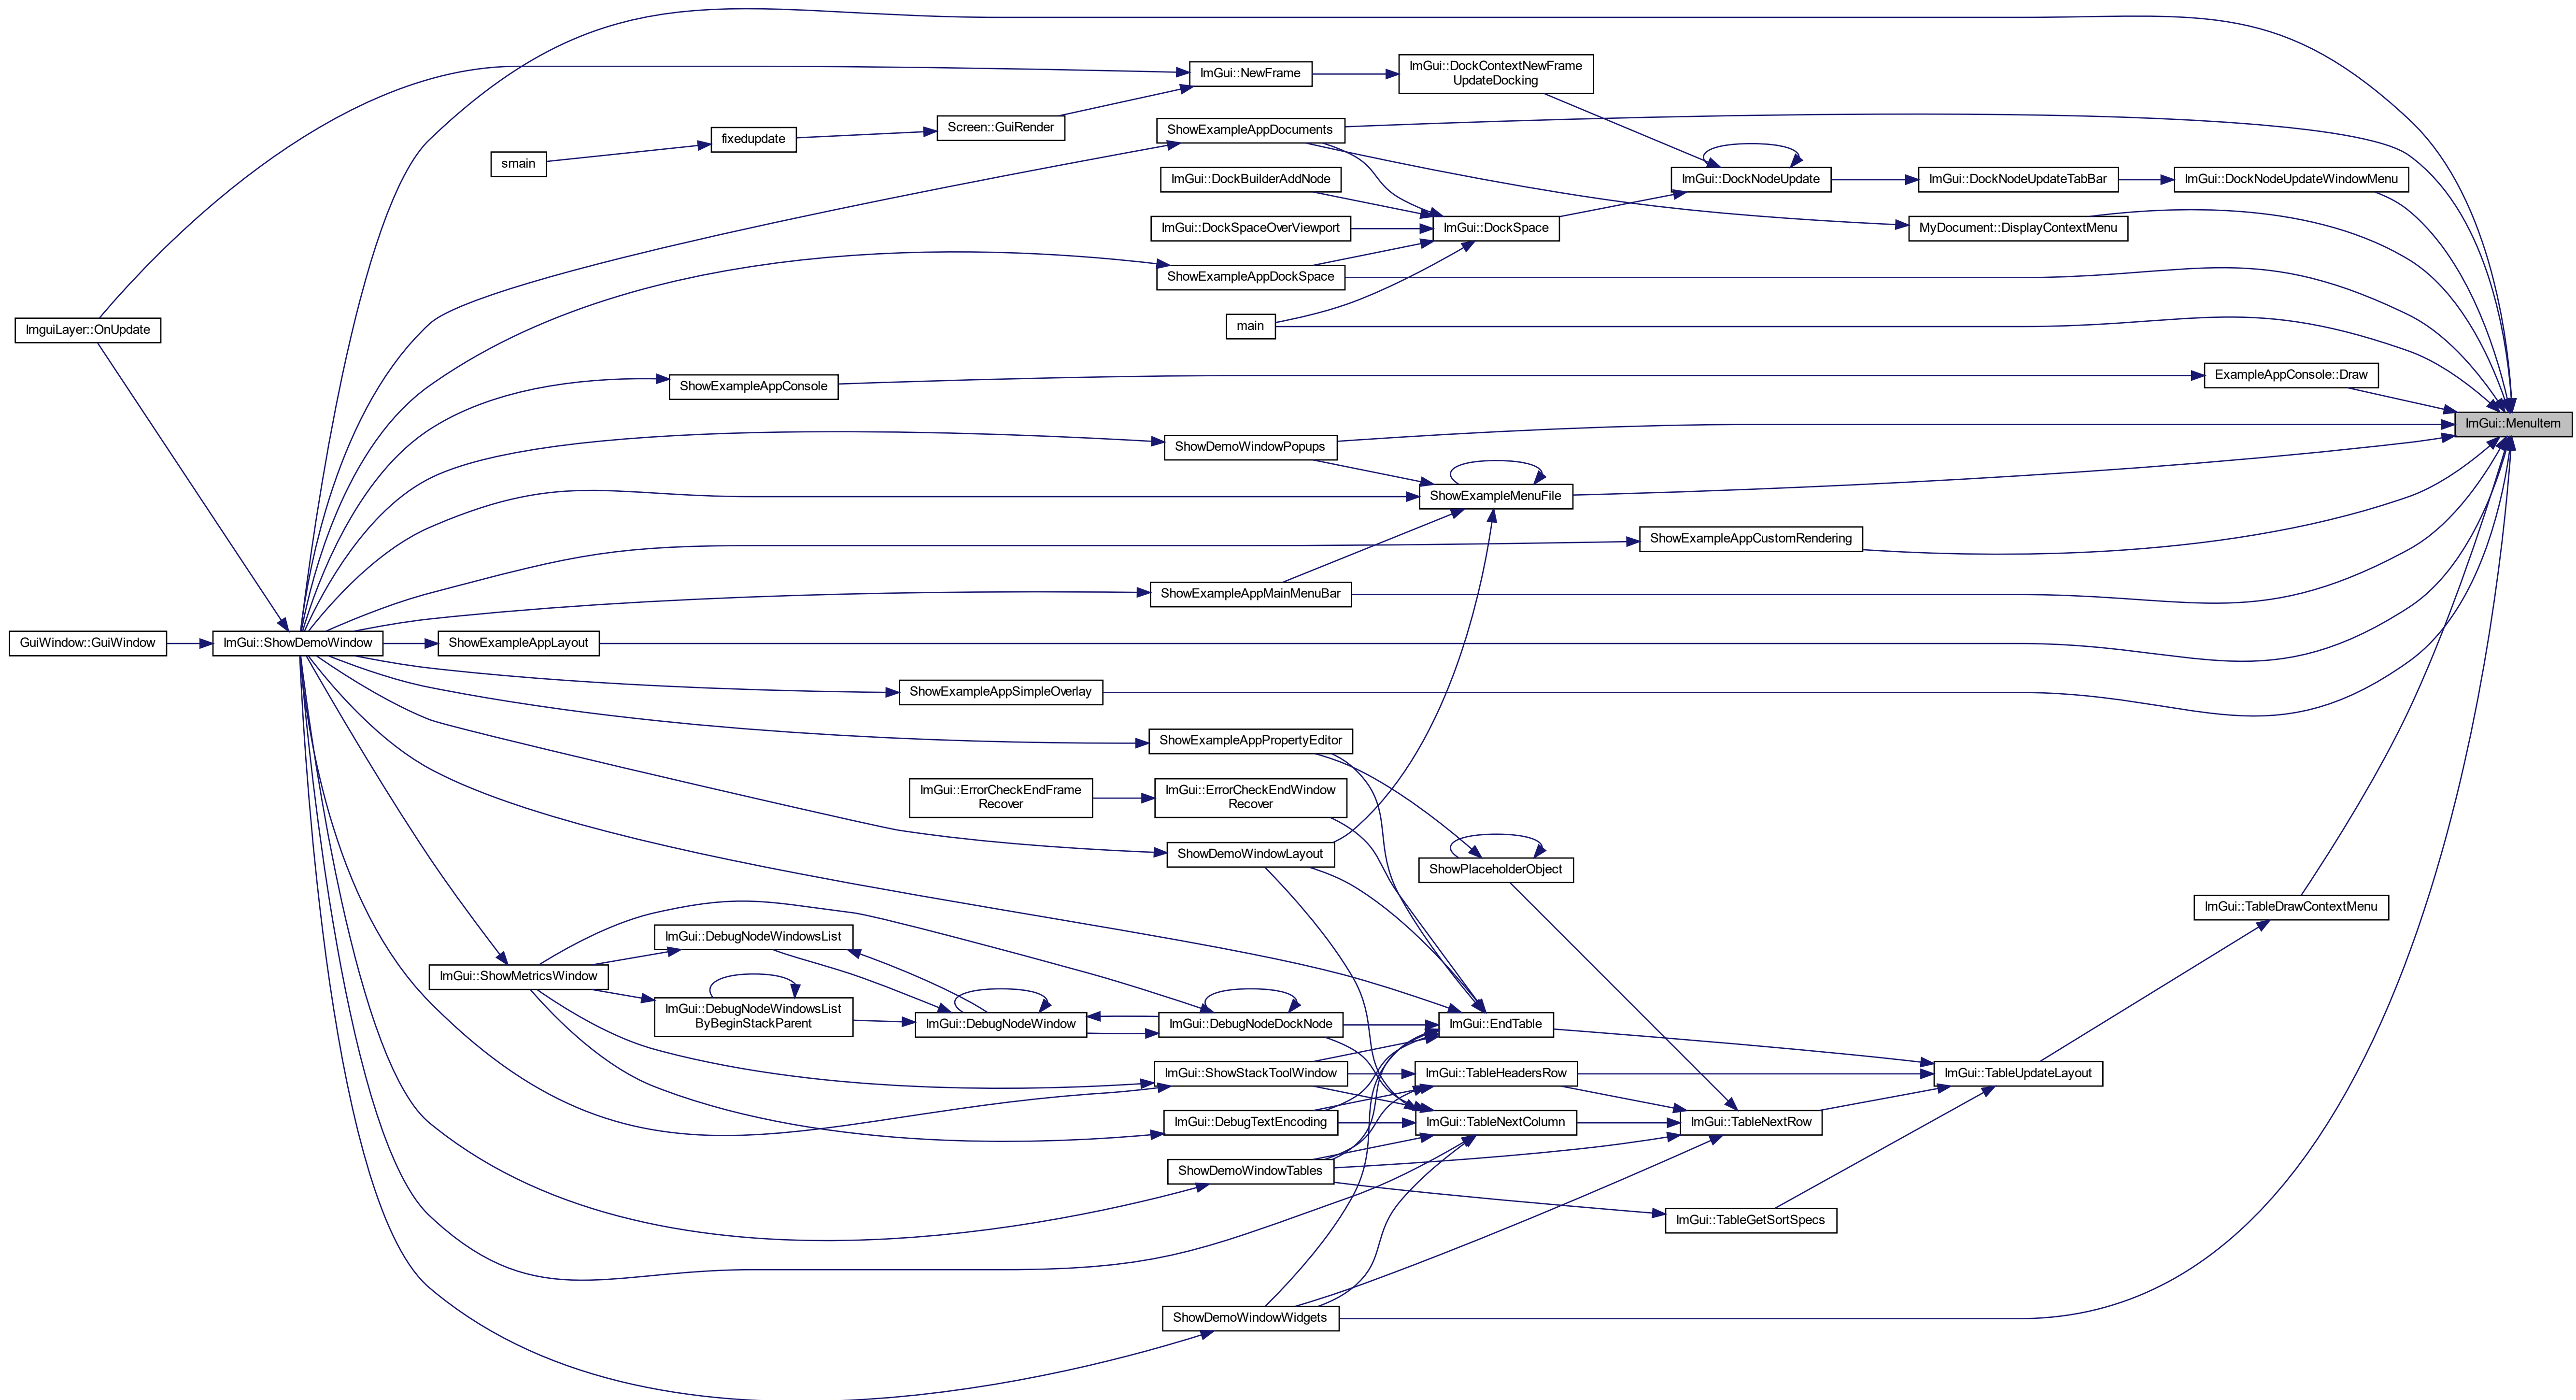 ImGui::NewFrame
ImGui::DockContextNewFrame
UpdateDocking
Screen::GuiRender
ShowExampleAppDocuments
fixedupdate
smain
ImGui::DockBuilderAddNode
ImGui::DockNodeUpdate
ImGui::DockNodeUpdateTabBar
ImGui::DockNodeUpdateWindowMenu
ImGui::DockSpaceOverViewport
ImGui::DockSpace
MyDocument::DisplayContextMenu
ShowExampleAppDockSpace
ImguiLayer::OnUpdate
main
ShowExampleAppConsole
ExampleAppConsole::Draw
ImGui::MenuItem
ShowDemoWindowPopups
ShowExampleMenuFile
ShowExampleAppCustomRendering
ShowExampleAppMainMenuBar
GuiWindow::GuiWindow
ImGui::ShowDemoWindow
ShowExampleAppLayout
ShowExampleAppSimpleOverlay
ShowExampleAppPropertyEditor
ImGui::ErrorCheckEndFrame
Recover
ImGui::ErrorCheckEndWindow
Recover
ShowDemoWindowLayout
ShowPlaceholderObject
ImGui::TableDrawContextMenu
ImGui::DebugNodeWindowsList
ImGui::ShowMetricsWindow
ImGui::DebugNodeWindowsList
ByBeginStackParent
ImGui::DebugNodeWindow
ImGui::DebugNodeDockNode
ImGui::EndTable
ImGui::ShowStackToolWindow
ImGui::TableHeadersRow
ImGui::TableUpdateLayout
ImGui::DebugTextEncoding
ImGui::TableNextColumn
ImGui::TableNextRow
ShowDemoWindowTables
ImGui::TableGetSortSpecs
ShowDemoWindowWidgets